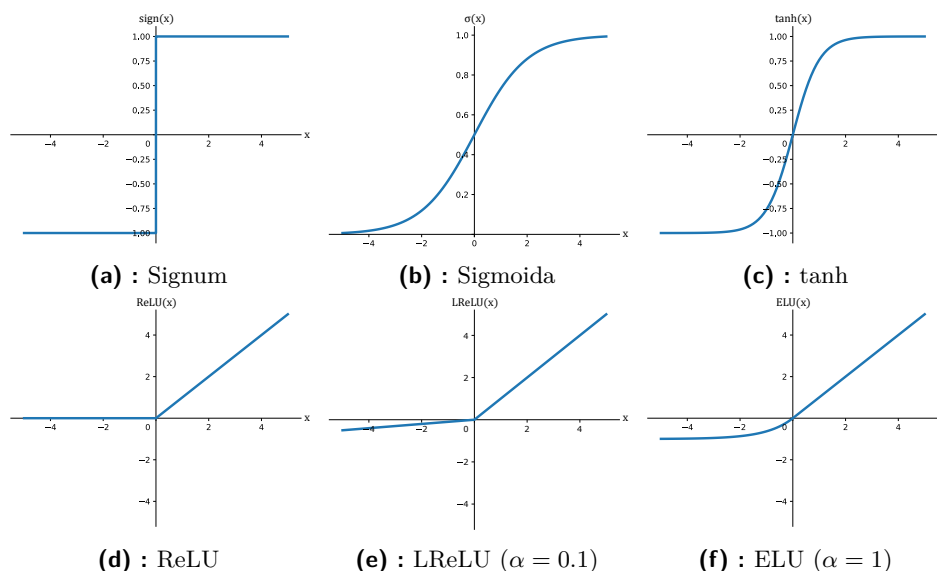 sign(x)
1.00
0.75
0.50
0.25
0
−0.25
−0.50
−0.75
−1.00
−4 −2 2 4 x
σ(x)
1.0
0.8
0.6
0.4
0.2
−4 −2 0 2 4 x
tanh(x)
1.00
0.75
0.50
0.25
0
−0.25
−0.50
−0.75
−1.00
−4 −2 2 4
(a) : Signum
(b) : Sigmoida
(c) : tanh
ReLU(x)
4
2
−4 −2 0 2 4 x
−2
−4
LReLU(x)
4
2
−4 −2 0 2 4 x
−2
−4
ELU(x)
4
2
−4 −2 0 2 4
−2
−4
(d) : ReLU
(e) : LReLU (α = 0.1)
(f) : ELU (α = 1)